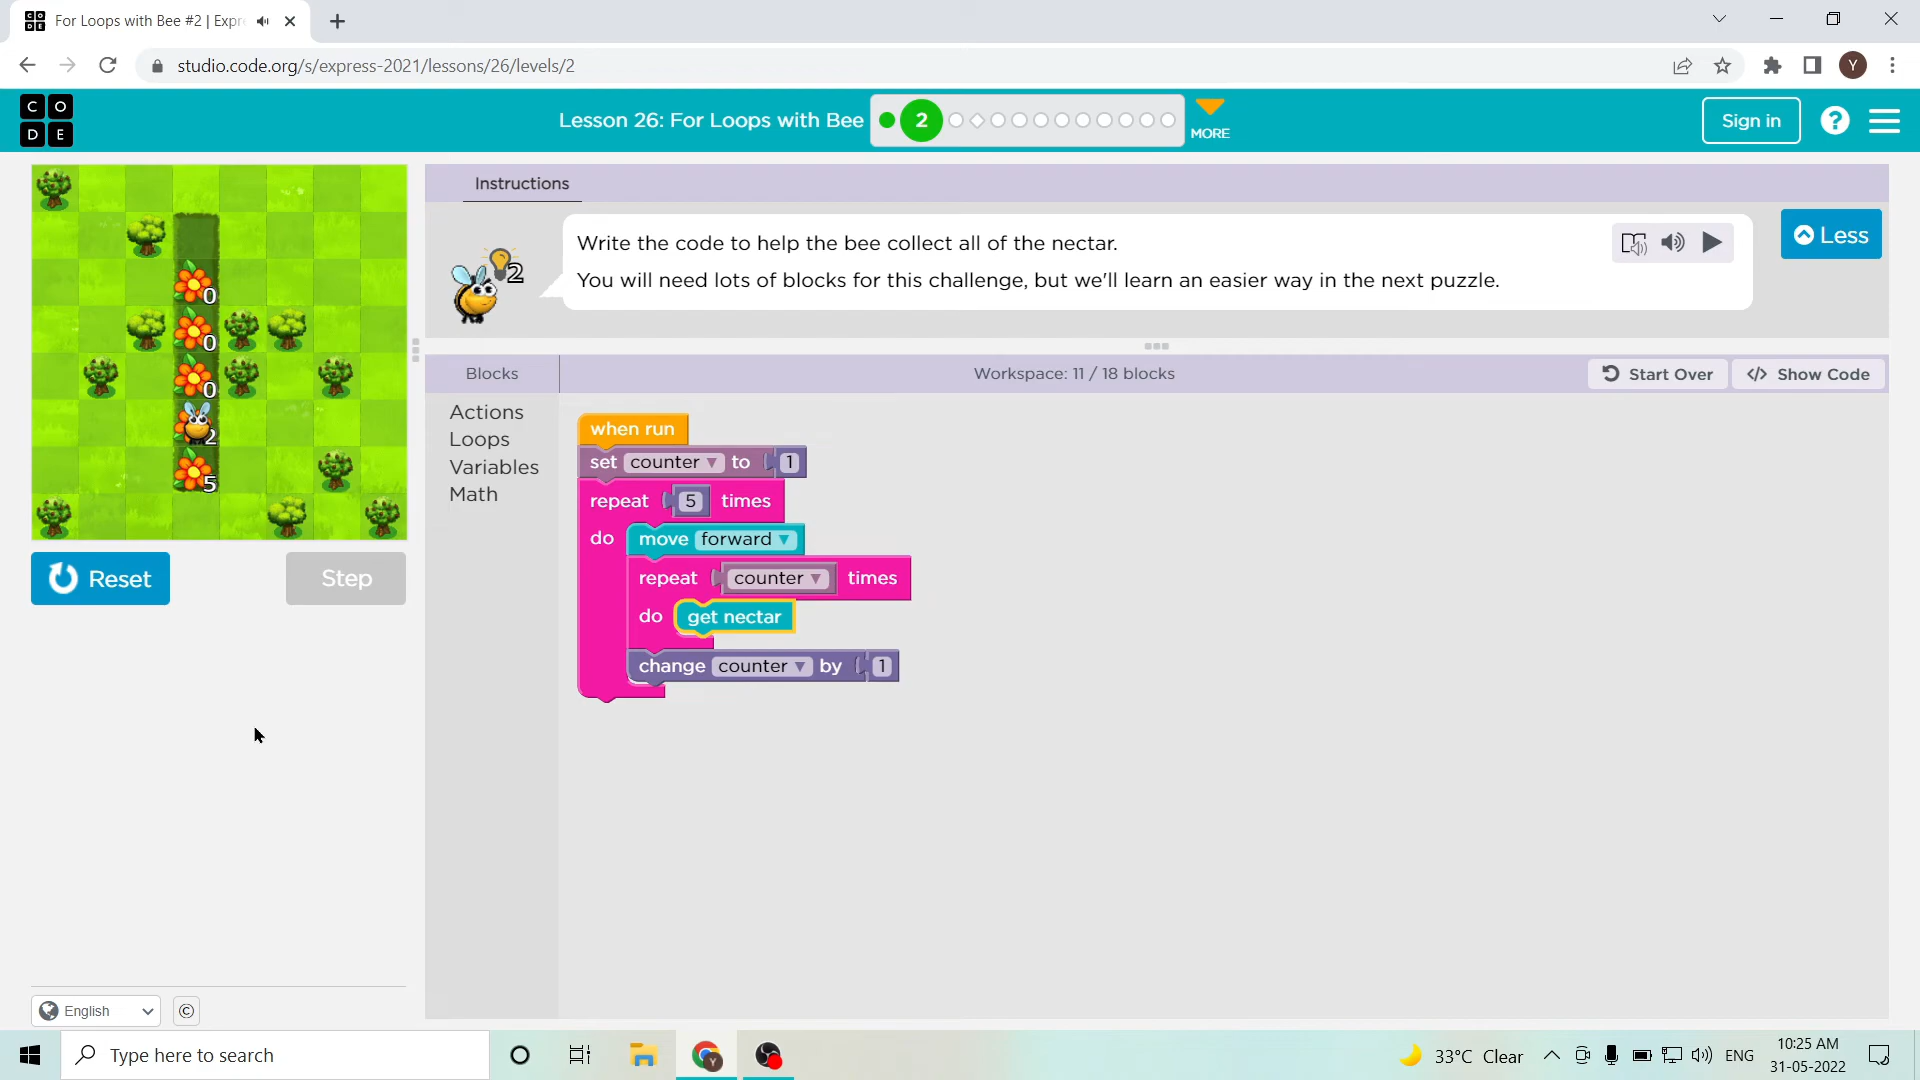 For Loops with Bee #2 | Expre
studio.code.org/s/express-2021/lessons/26/levels/2
Y
C O
D E
Lesson 26: For Loops with Bee
2
MORE
Sign in
?
Instructions
Write the code to help the bee collect all of the nectar.
You will need lots of blocks for this challenge, but we'll learn an easier way in the next puzzle.
2
Less
0
0
0
2
5
Blocks
Workspace: 11 / 18 blocks
Start Over
</> Show Code
Actions
Loops
Variables
Math
when run
set counter ▼ to 1
repeat 5 times
do move forward ▼
repeat counter ▼ times
do get nectar
change counter ▼ by 1
Reset
Step
English
©
Type here to search
Y
33°C Clear
ENG
10:25 AM
31-05-2022